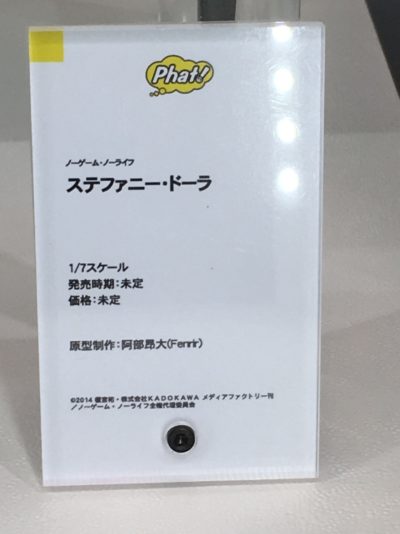 Phat!
ノーゲーム・ノーライフ
ステファニー・ドーラ
1/7スケール
発売時期:未定
価格:未定
原型制作:阿部昂大(Fenrir)
©2014 榎宮祐・株式会社KADOKAWA メディアファクトリー刊
/ノーゲーム・ノーライフ全権代理委員会